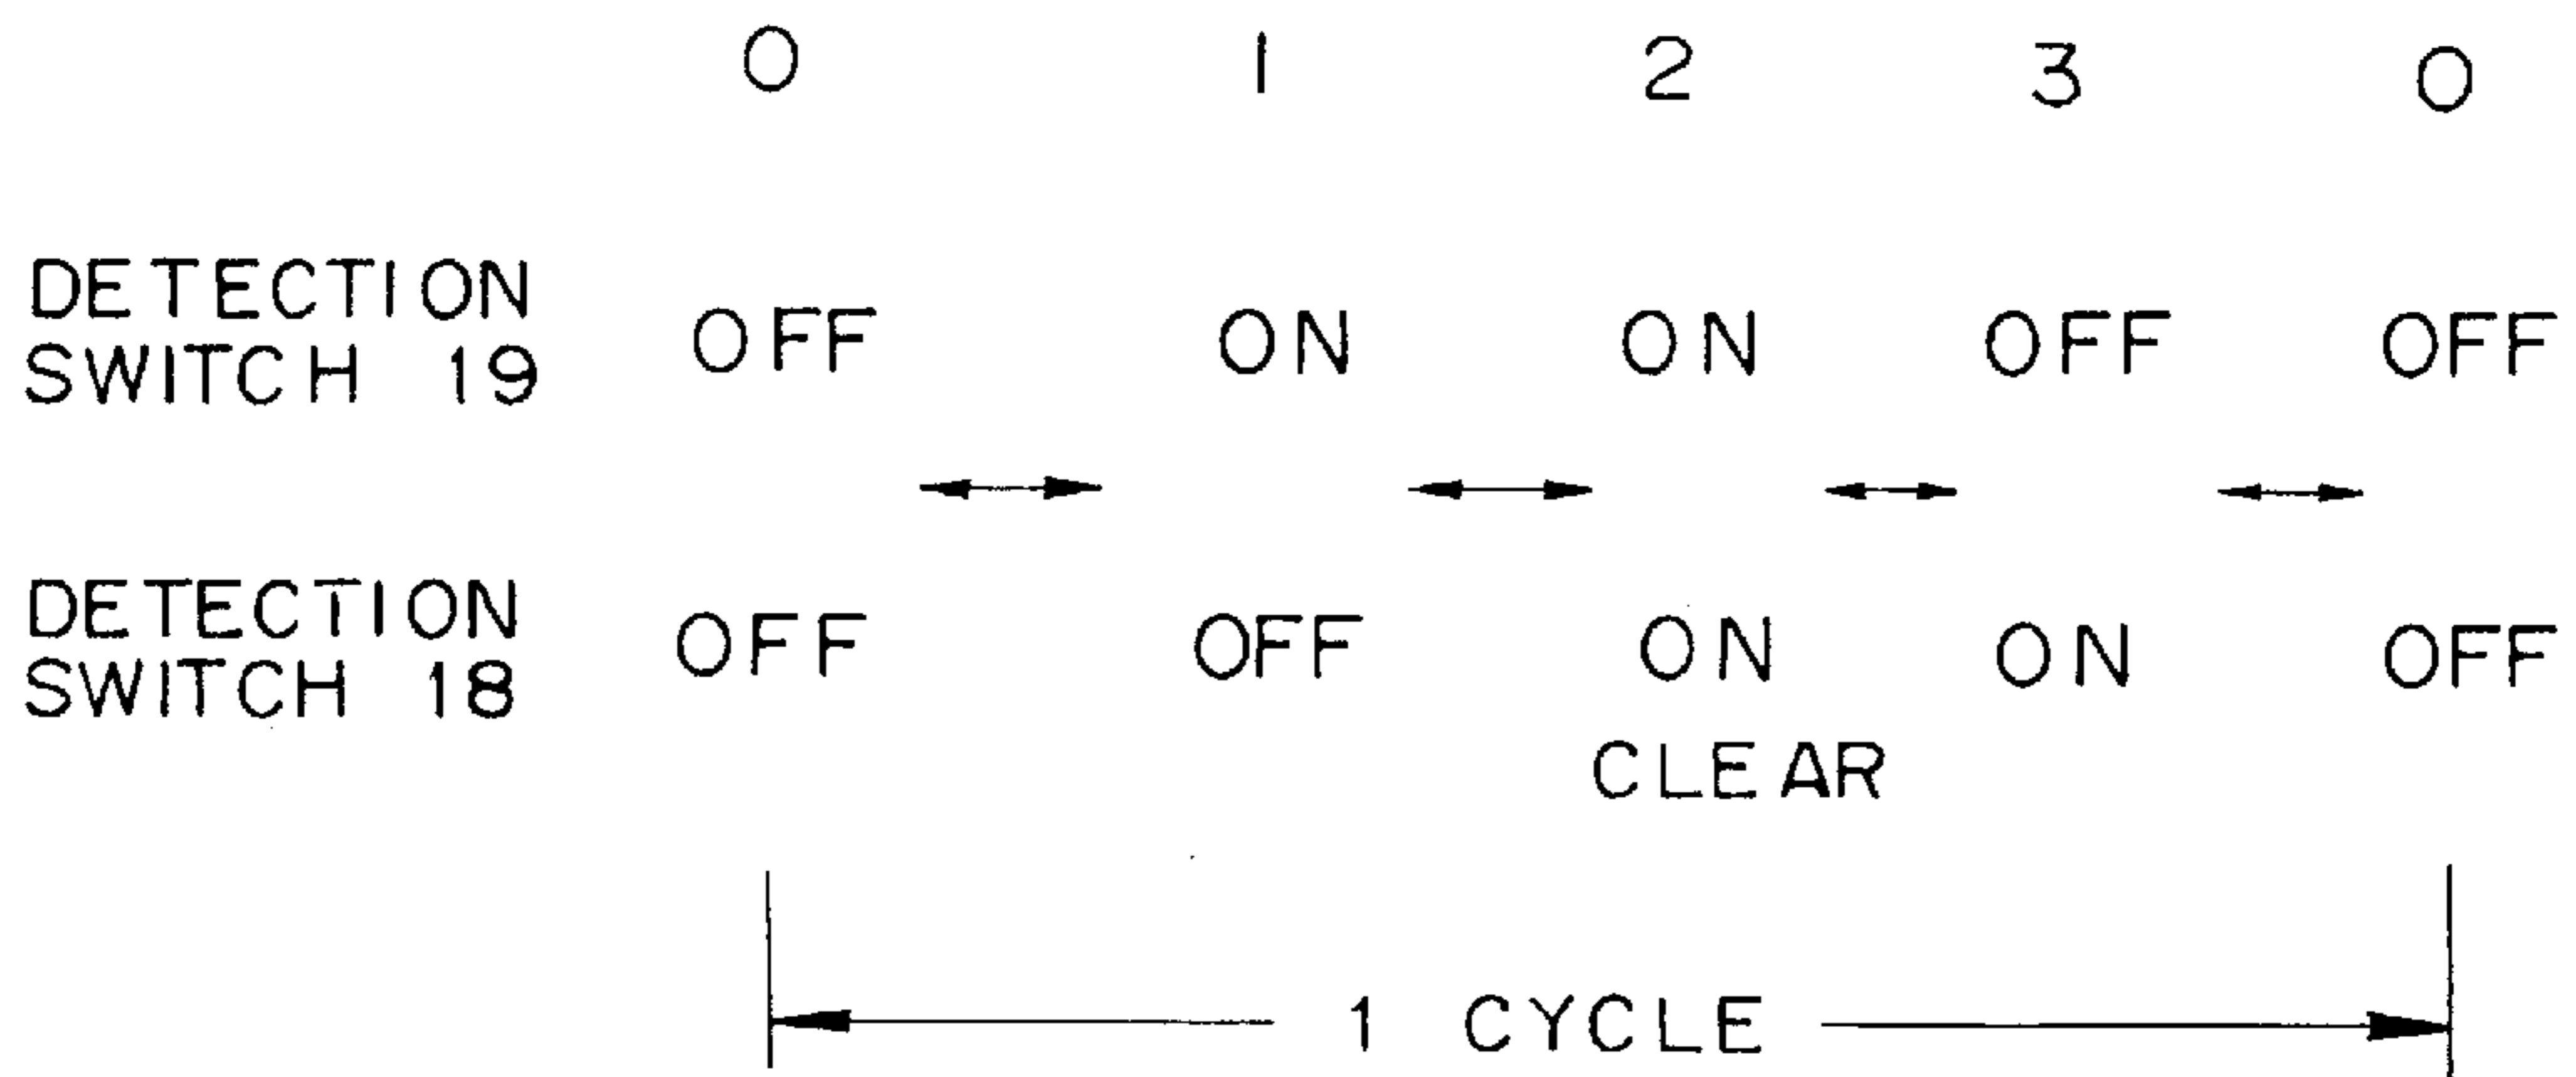 0 1 2 3 0
DETECTION
SWITCH 19 OFF ON ON OFF OFF
DETECTION
SWITCH 18 OFF OFF ON ON OFF
CLEAR
1 CYCLE